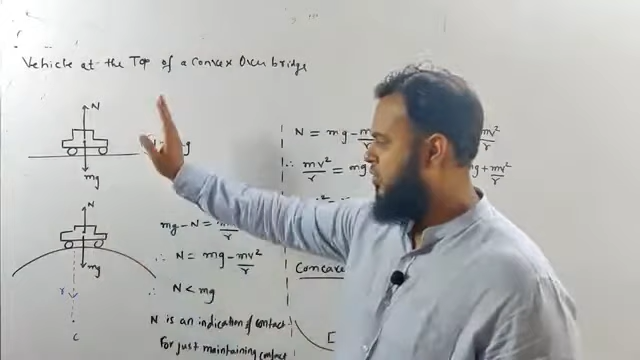 Vehicle at the Top of a Convex Over bridge
N
mg
N
mg
r
c
mg - N =
r
∴ N = mg - mv²/r
∴ N < mg
N is an indication of contact
For just maintaining contact
N = mg -
∴ mv²/r = mg
Concave
mv²/r
mg + mv²/r